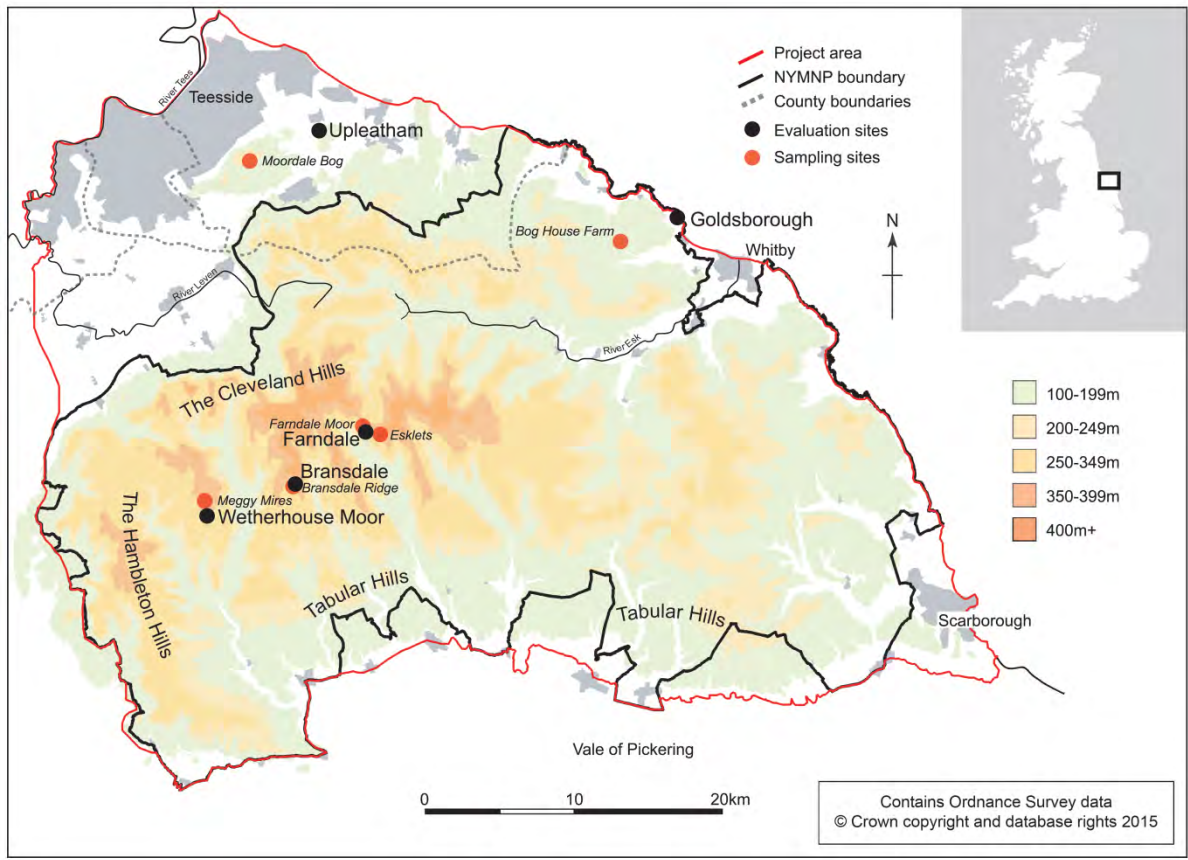 Project area
NYMNP boundary
County boundaries
Evaluation sites
Sampling sites
River Tees
Teesside
Upleatham
Moordale Bog
Goldsborough
Bog House Farm
Whitby
N
River Leven
River Esk
The Cleveland Hills
Farndale Moor
Farndale
Esklets
Bransdale
Bransdale Ridge
Meggy Mires
Wetherhouse Moor
The Hambleton Hills
Tabular Hills
Tabular Hills
Scarborough
100-199m
200-249m
250-349m
350-399m
400m+
Vale of Pickering
0 10 20km
Contains Ordnance Survey data
© Crown copyright and database rights 2015